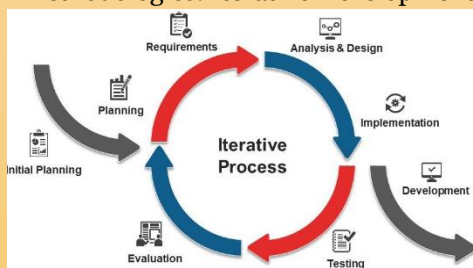 Requirements
Analysis & Design
Planning
Implementation
Iterative
Process
Initial Planning
Development
Evaluation
Testing